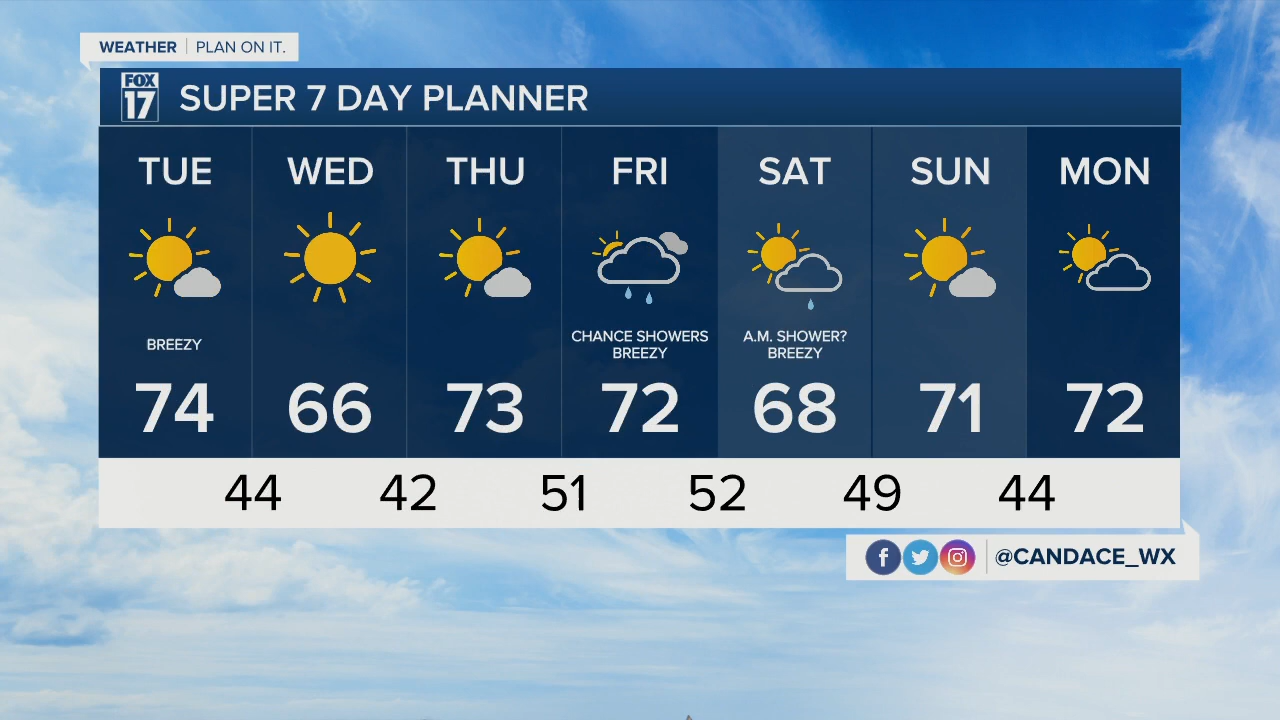 WEATHER | PLAN ON IT.
FOX
17
SUPER 7 DAY PLANNER
TUE WED THU FRI SAT SUN MON
BREEZY
CHANCE SHOWERS
BREEZY
A.M. SHOWER?
BREEZY
74 66 73 72 68 71 72
44 42 51 52 49 44
@CANDACE_WX